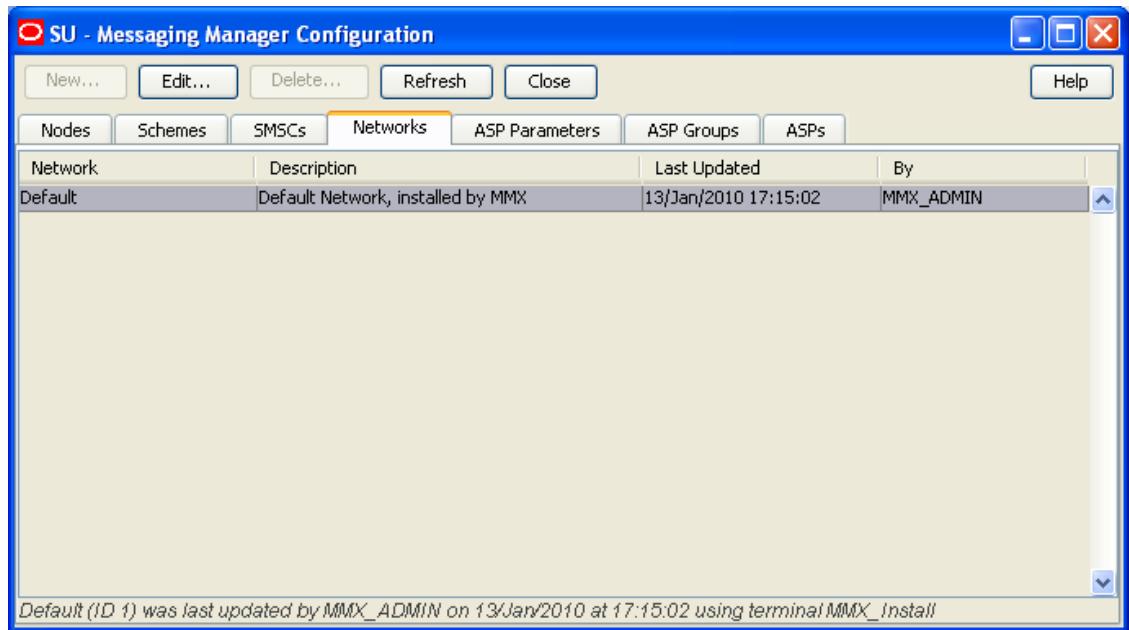 SU - Messaging Manager Configuration
New... Edit... Delete... Refresh Close Help
Nodes Schemes SMSCs Networks ASP Parameters ASP Groups ASPs
Network Description Last Updated By
Default Default Network, installed by MMX 13/Jan/2010 17:15:02 MMX_ADMIN
Default (ID 1) was last updated by MMX_ADMIN on 13/Jan/2010 at 17:15:02 using terminal MMX_Install